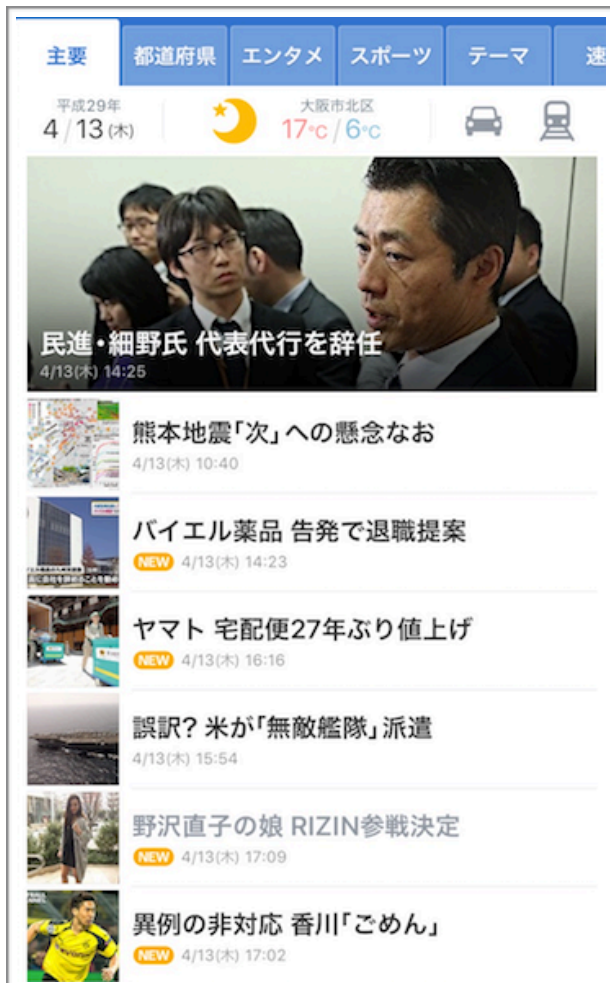 主要
都道府県
エンタメ
スポーツ
テーマ
速
平成29年
4/13(木)
大阪市北区
17℃/6℃
民進・細野氏 代表代行を辞任
4/13(木) 14:25
熊本地震「次」への懸念なお
4/13(木) 10:40
バイエル薬品 告発で退職提案
NEW 4/13(木) 14:23
ヤマト 宅配便27年ぶり値上げ
NEW 4/13(木) 16:16
誤訳? 米が「無敵艦隊」派遣
4/13(木) 15:54
野沢直子の娘 RIZIN参戦決定
NEW 4/13(木) 17:09
異例の非対応 香川「ごめん」
NEW 4/13(木) 17:02